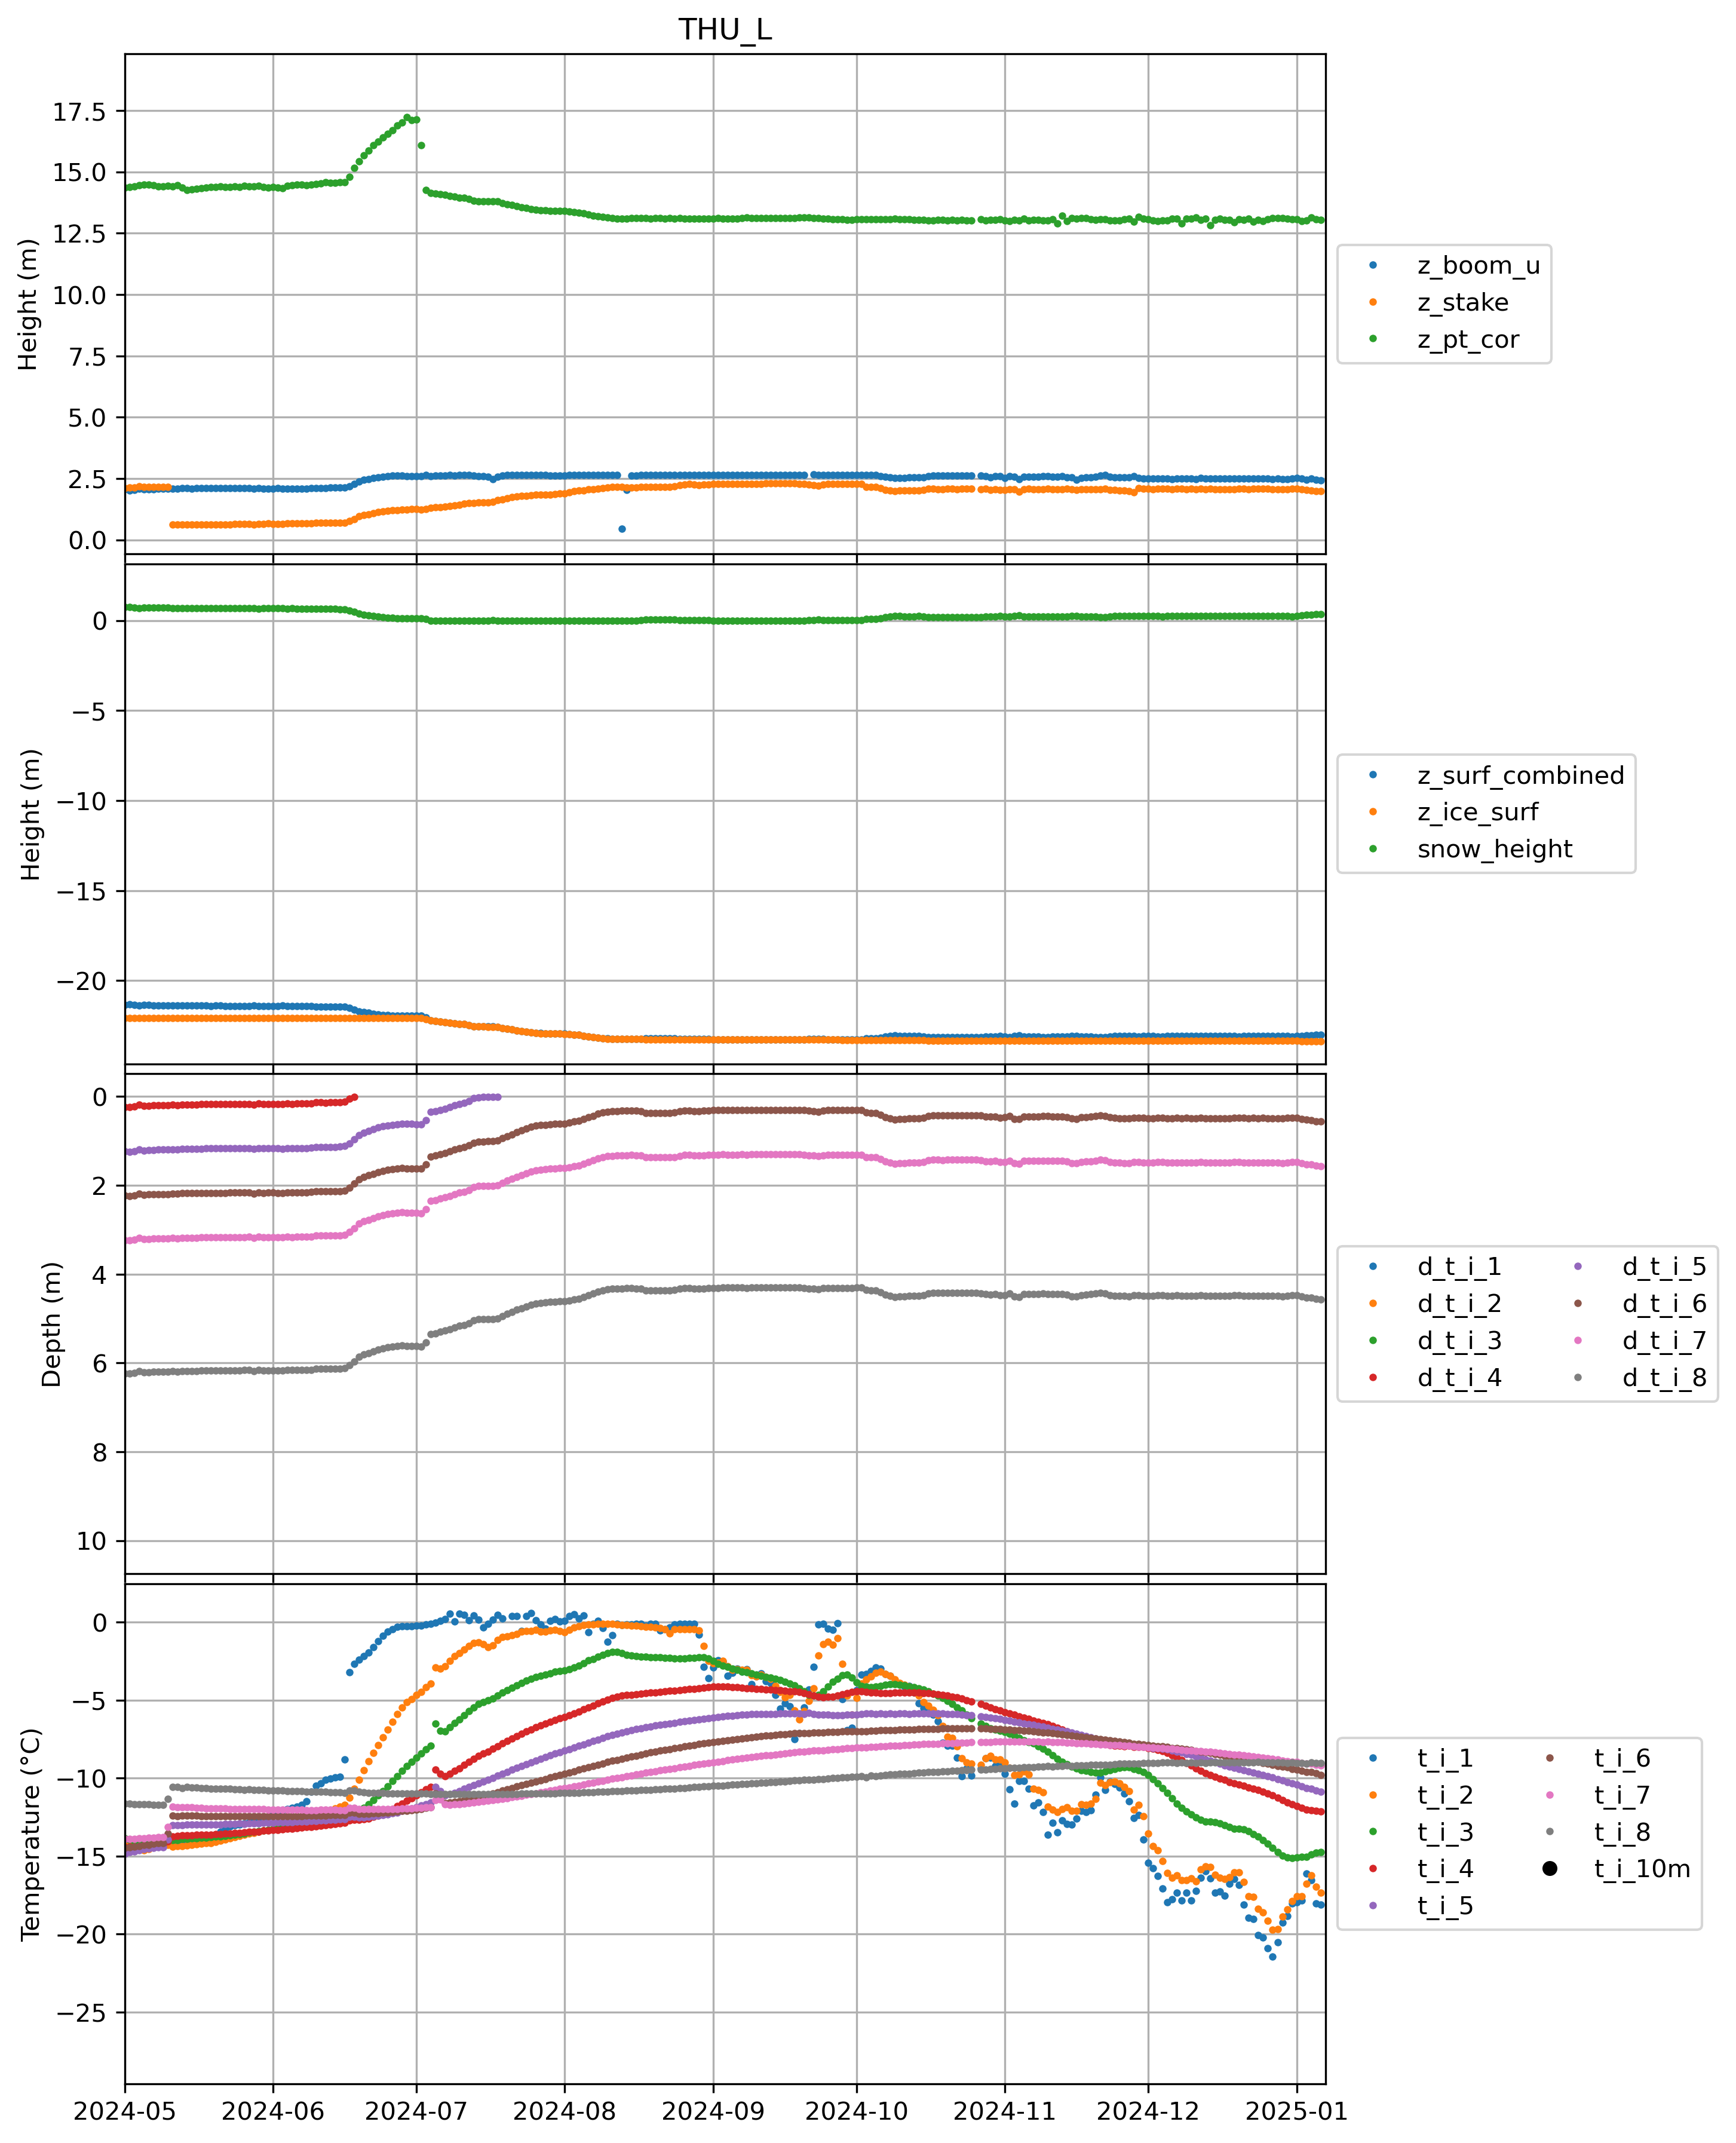 THU_L
Height (m)
17.5
15.0
12.5
10.0
7.5
5.0
2.5
0.0
z_boom_u
z_stake
z_pt_cor
Height (m)
0
−5
−10
−15
−20
z_surf_combined
z_ice_surf
snow_height
Depth (m)
0
2
4
6
8
10
d_t_i_1 d_t_i_5
d_t_i_2 d_t_i_6
d_t_i_3 d_t_i_7
d_t_i_4 d_t_i_8
Temperature (°C)
0
−5
−10
−15
−20
−25
t_i_1 t_i_6
t_i_2 t_i_7
t_i_3 t_i_8
t_i_4 t_i_10m
t_i_5
2024-05 2024-06 2024-07 2024-08 2024-09 2024-10 2024-11 2024-12 2025-01